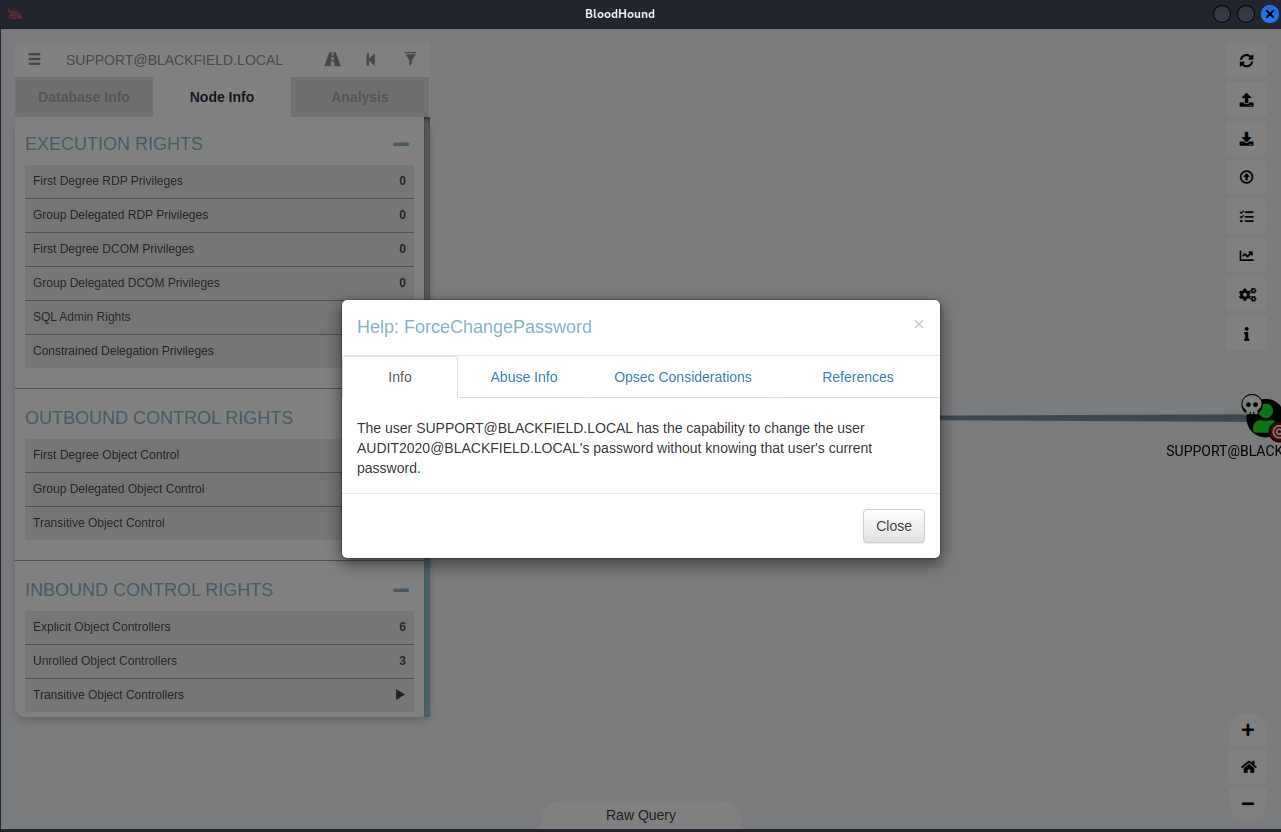 BloodHound
SUPPORT@BLACKFIELD.LOCAL
Database Info Node Info Analysis
EXECUTION RIGHTS
First Degree RDP Privileges 0
Group Delegated RDP Privileges 0
First Degree DCOM Privileges 0
Group Delegated DCOM Privileges 0
SQL Admin Rights
Constrained Delegation Privileges
OUTBOUND CONTROL RIGHTS
First Degree Object Control
Group Delegated Object Control
Transitive Object Control
INBOUND CONTROL RIGHTS
Explicit Object Controllers 6
Unrolled Object Controllers 3
Transitive Object Controllers
Help: ForceChangePassword ×
Info Abuse Info Opsec Considerations References
The user SUPPORT@BLACKFIELD.LOCAL has the capability to change the user
AUDIT2020@BLACKFIELD.LOCAL's password without knowing that user's current
password.
Close
SUPPORT@BLACK
Raw Query